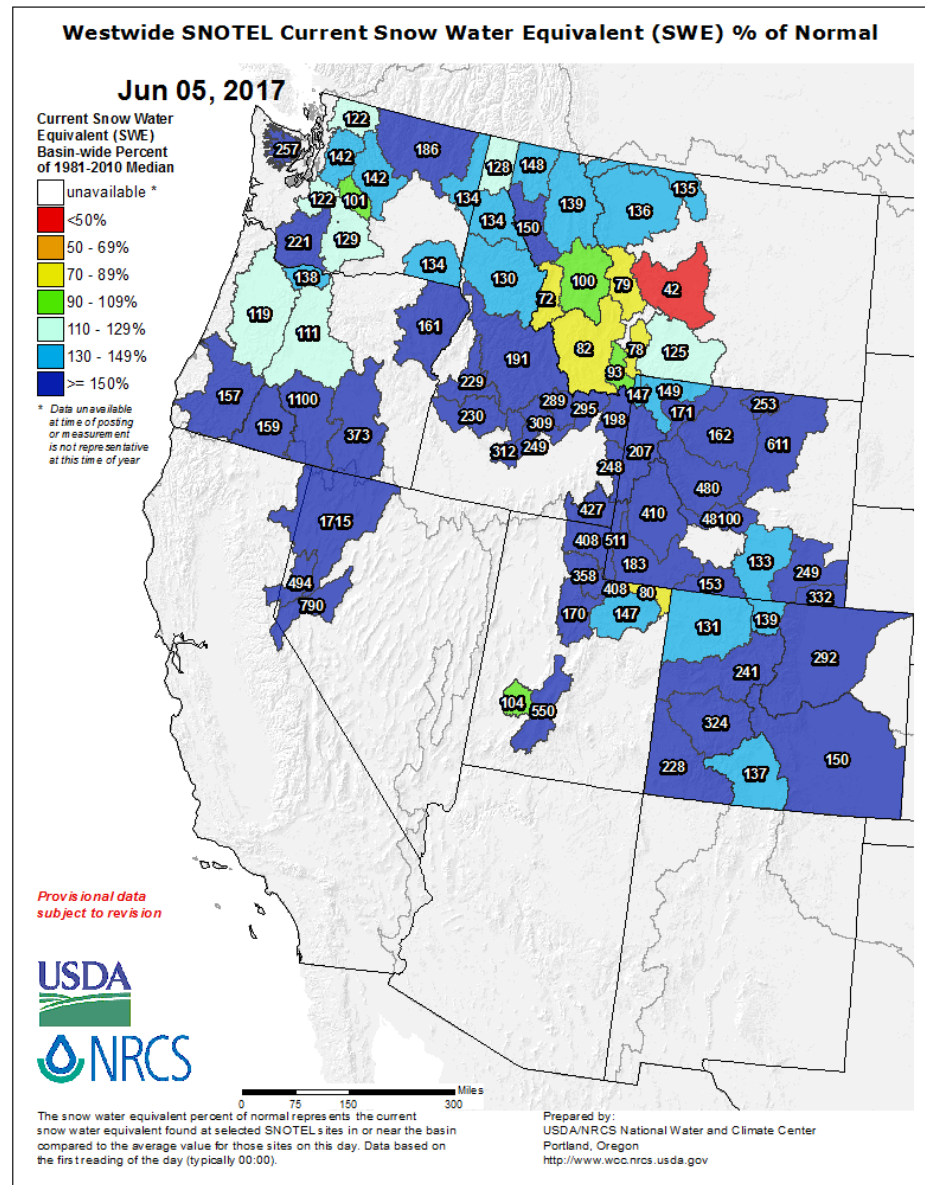 Westwide SNOTEL Current Snow Water Equivalent (SWE) % of Normal
Jun 05, 2017
Current Snow Water
Equivalent (SWE)
Basin-wide Percent
of 1981-2010 Median
unavailable *
<50%
50 - 69%
70 - 89%
90 - 109%
110 - 129%
130 - 149%
>= 150%
* Data unavailable
at time of posting
or measurement
is not representative
at this time of year
122
257
142
186
128
148
135
142
134
139
136
122
101
134
150
221
129
138
134
130
100
79
42
72
119
111
161
82
78
125
93
191
229
147
149
157
1100
289
295
171
253
159
230
309
198
162
611
373
312
249
207
248
480
427
410
48100
1715
408
511
133
183
249
494
358
408
80
153
332
790
170
147
131
139
241
292
104
550
324
228
137
150
Provisional data
subject to revision
USDA
NRCS
Miles
0 75 150 300
The snow water equivalent percent of normal represents the current
snow water equivalent found at selected SNOTEL sites in or near the basin
compared to the average value for those sites on this day. Data based on
the first reading of the day (typically 00:00).
Prepared by:
USDA/NRCS National Water and Climate Center
Portland, Oregon
http://www.wcc.nrcs.usda.gov